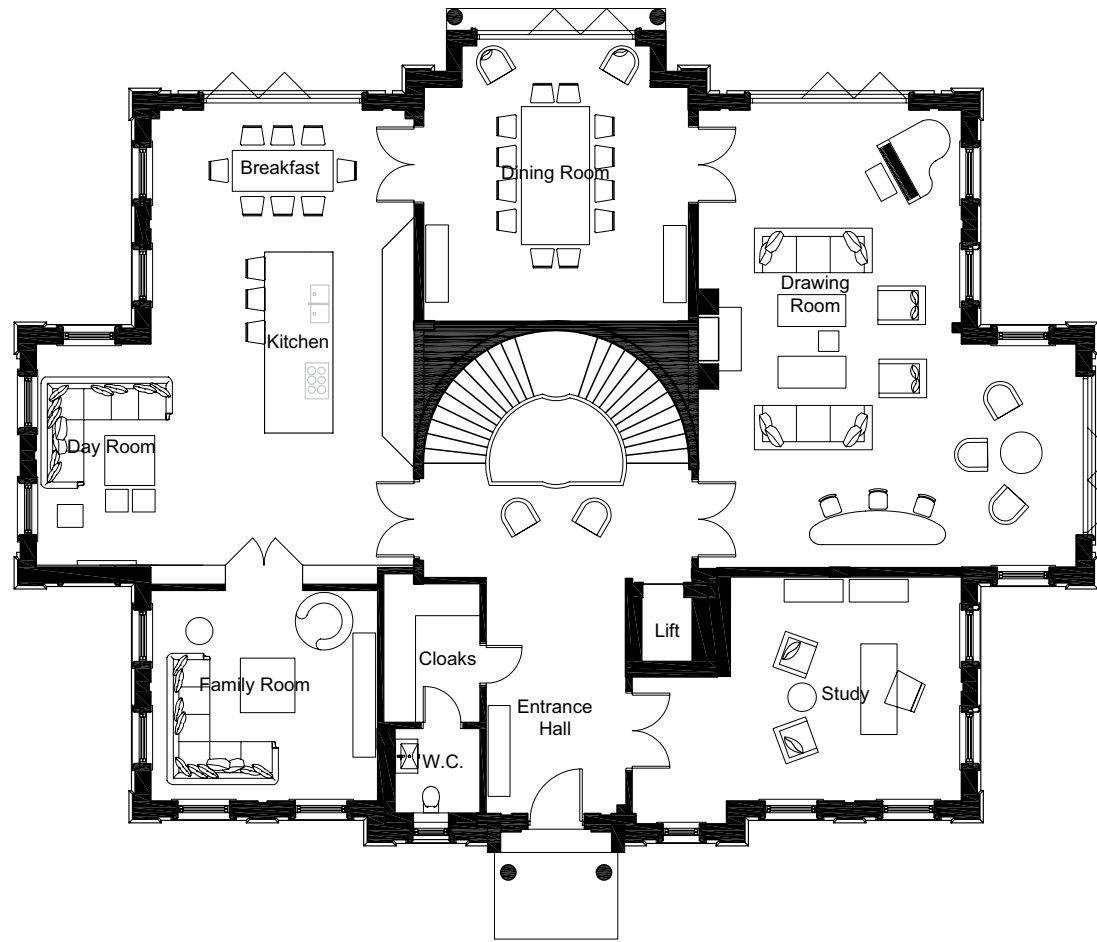 Breakfast
Dining Room
Drawing
Room
Kitchen
Day Room
Lift
Cloaks
Family Room
Study
Entrance
Hall
W.C.